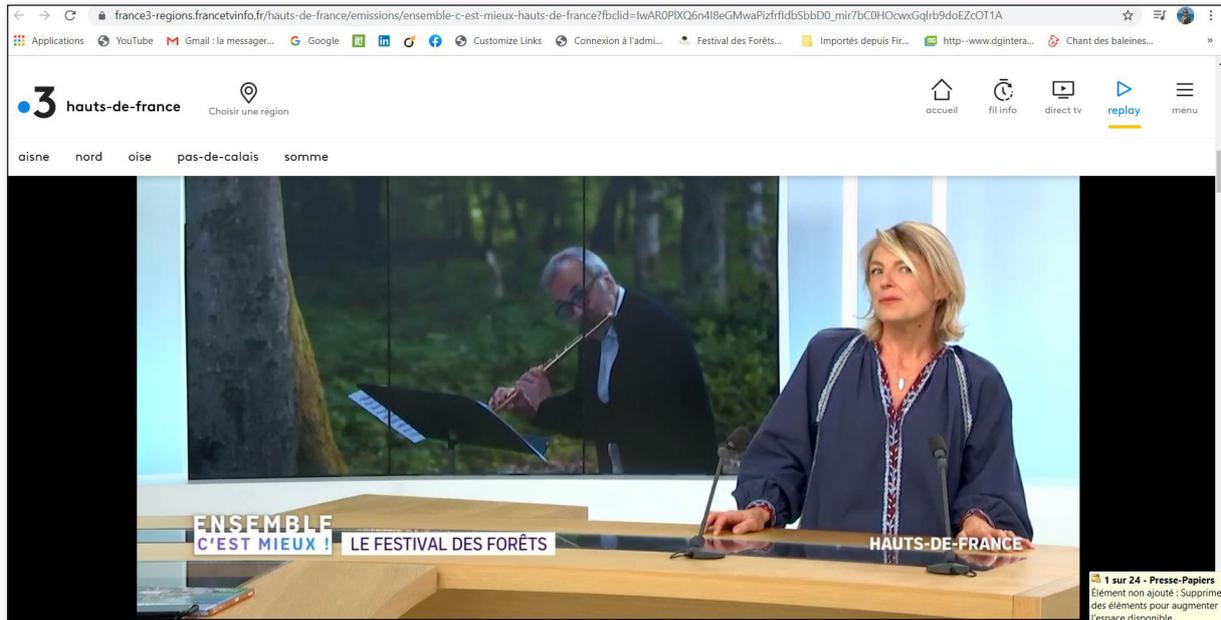 france3-regions.francetvinfo.fr/hauts-de-france/emissions/ensemble-c-est-mieux-hauts-de-france?fbclid=IwAR0PlXQ6n4I8eGMwaPizfrfIdbSbbD0_mir7bC0HOcwxGqlrb9doEZcOT1A
Applications YouTube Gmail : la messager... Google in Customize Links Connexion à l'admi... Festival des Forêts... Importés depuis Fir... http--www.dgintera... Chant des baleines... »
3 hauts-de-france Choisir une région accueil fil info direct tv replay menu
aisne nord oise pas-de-calais somme
ENSEMBLE
C'EST MIEUX ! LE FESTIVAL DES FORÊTS HAUTS-DE-FRANCE
1 sur 24 - Presse-Papiers
Élément non ajouté : Supprime
des éléments pour augmenter
l'espace disponible